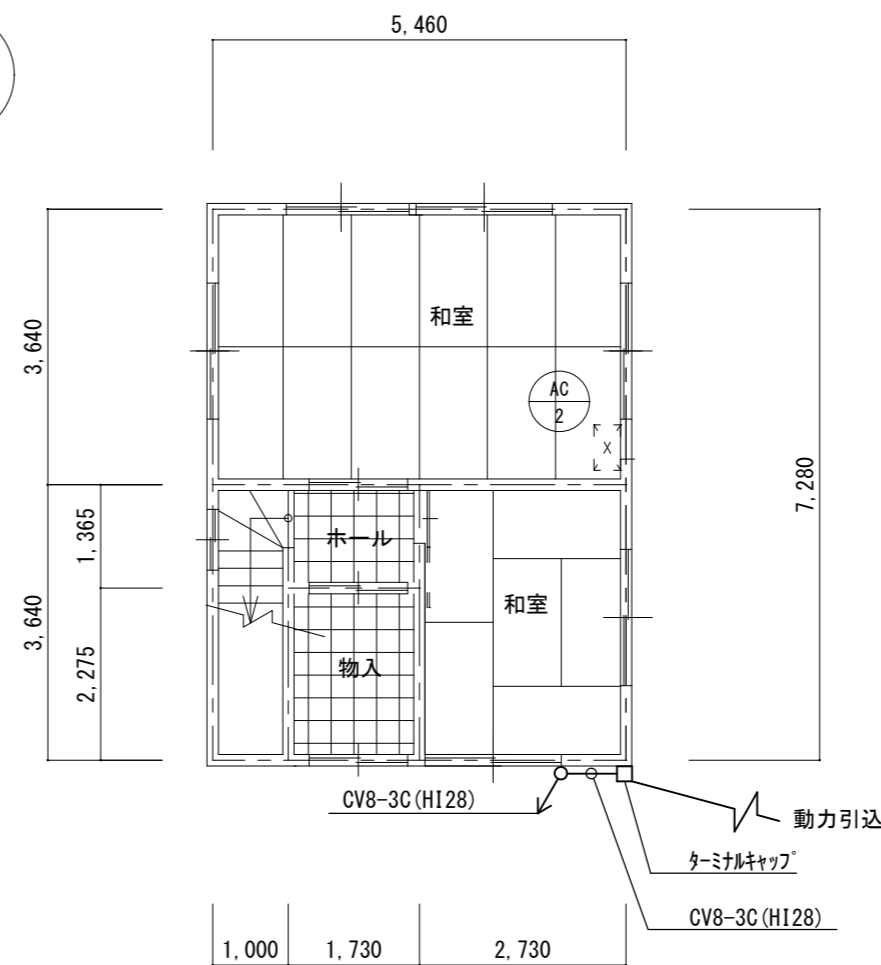 5,460
3,640
和室
AC
2
X
7,280
1,365
ホール
3,640
和室
2,275
物入
CV8-3C(HI28)
動力引込
ターミナルキャップ
CV8-3C(HI28)
1,000
1,730
2,730